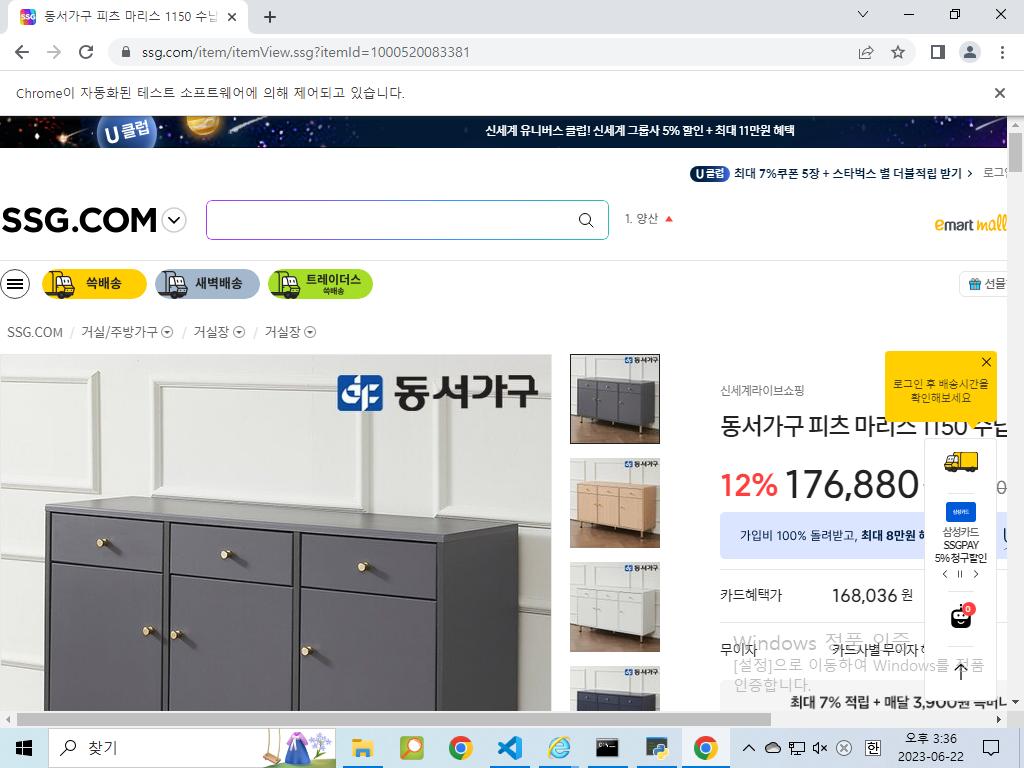 동서가구 피츠 마리스 1150 수납
ssg.com/item/itemView.ssg?itemId=1000520083381
Chrome이 자동화된 테스트 소프트웨어에 의해 제어되고 있습니다.
U클럽
신세계 유니버스 클럽! 신세계 그룹사 5% 할인 + 최대 11만원 혜택
U클럽 최대 7%쿠폰 5장 + 스타벅스 별 더블적립 받기
로그인
SSG.COM
1. 양산
emart mall
쓱배송
새벽배송
트레이더스
쓱배송
선물
SSG.COM / 거실/주방가구 / 거실장 / 거실장
동서가구
신세계라이브쇼핑
동서가구 피츠 마리스 1150 수납
로그인 후 배송시간을
확인해보세요
12% 176,880
가입비 100% 돌려받고, 최대 8만원
삼성카드
삼성카드
SSGPAY
5% 청구할인
카드혜택가 168,036 원
0
무이자 카드사별 무이자
Windows 정품 인증
[설정]으로 이동하여 Windows를 정품
인증합니다.
최대 7% 적립 + 매달 3,900원
찾기
오후 3:36
2023-06-22
한